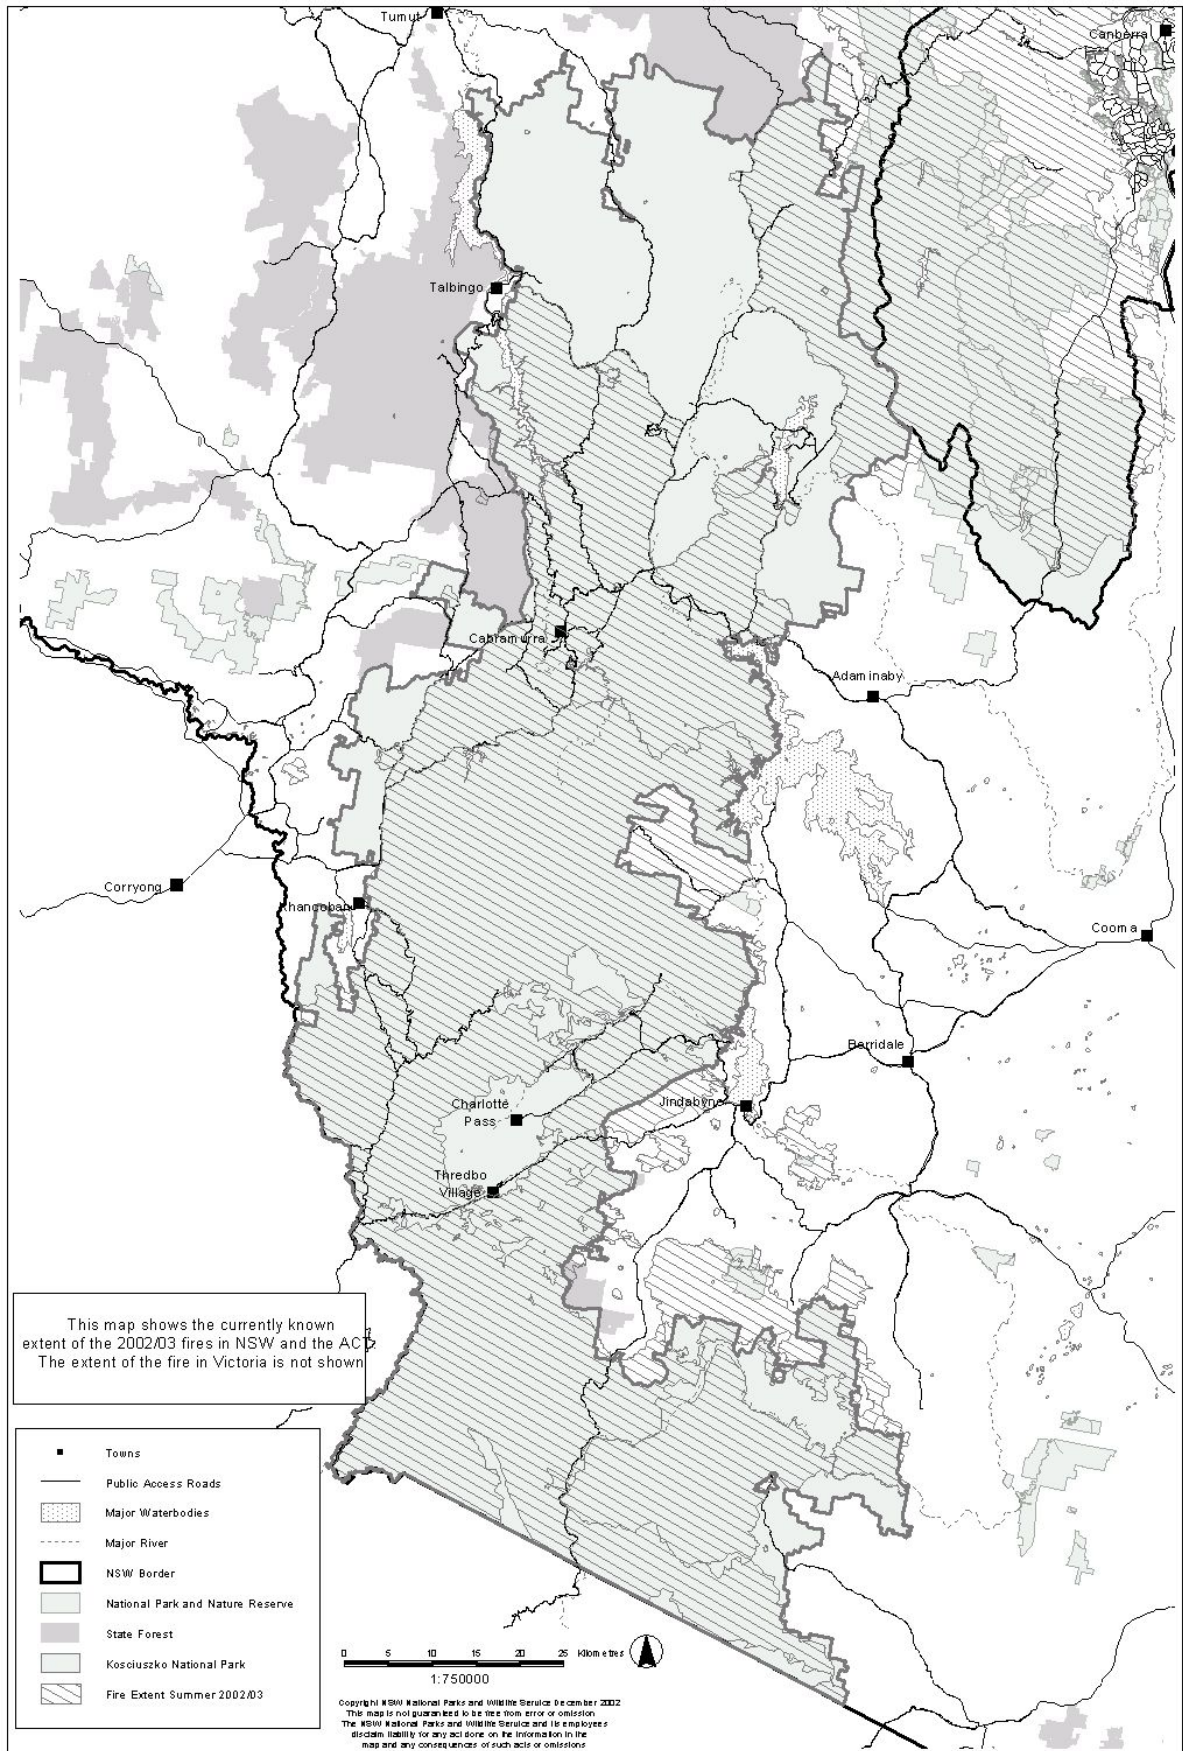 Tumut
Canberra
Talbingo
Cabramurra
Adaminaby
Corryong
Khancoban
Cooma
Berridale
Charlotte
Pass
Jindabyne
Thredbo
Village
This map shows the currently known
extent of the 2002/03 fires in NSW and the ACT.
The extent of the fire in Victoria is not shown
Towns
Public Access Roads
Major Waterbodies
Major River
NSW Border
National Park and Nature Reserve
State Forest
Kosciuszko National Park
Fire Extent Summer 2002/03
0 5 10 15 20 25 Kilometres
1:750000
Copyright NSW National Parks and Wildlife Service December 2002
This map is not guaranteed to be free from error or omission
The NSW National Parks and Wildlife Service and its employees
disclaim liability for any act done on the information in the
map and any consequences of such acts or omissions